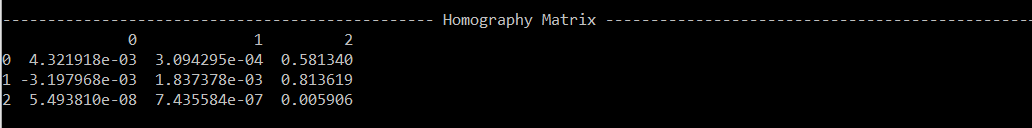 ------------------------------------------------ Homography Matrix ------------------------------------------------
0 1 2
0 4.321918e-03 3.094295e-04 0.581340
1 -3.197968e-03 1.837378e-03 0.813619
2 5.493810e-08 7.435584e-07 0.005906